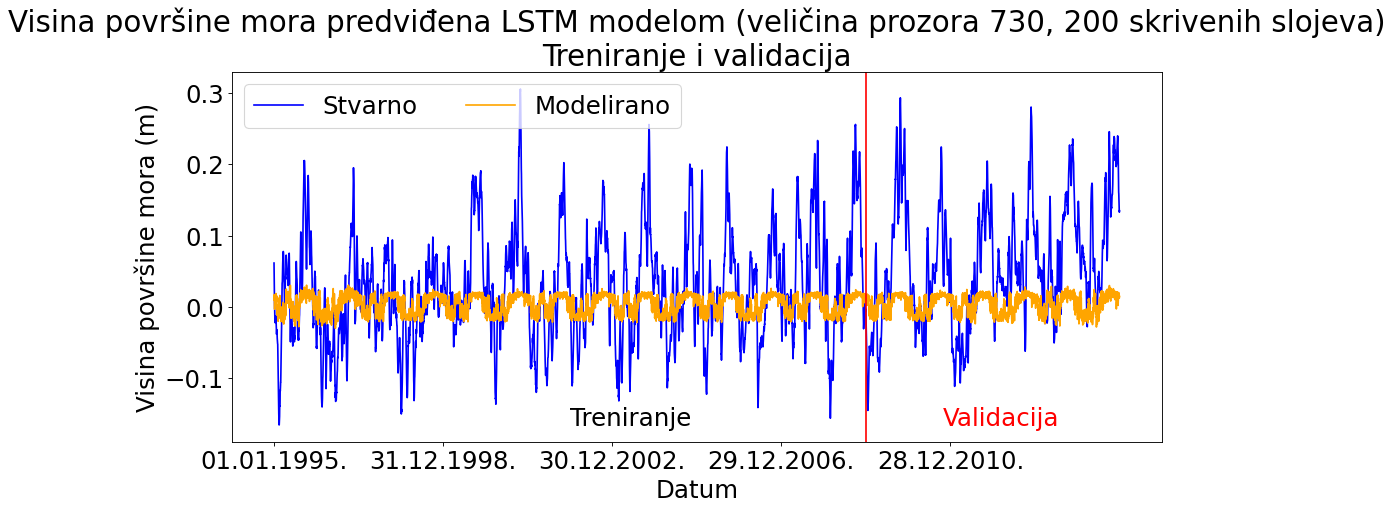 Visina površine mora predviđena LSTM modelom (veličina prozora 730, 200 skrivenih slojeva)
Treniranje i validacija
Stvarno
Modelirano
Visina površine mora (m)
0.3
0.2
0.1
0.0
−0.1
Treniranje
Validacija
01.01.1995.
31.12.1998.
30.12.2002.
29.12.2006.
28.12.2010.
Datum